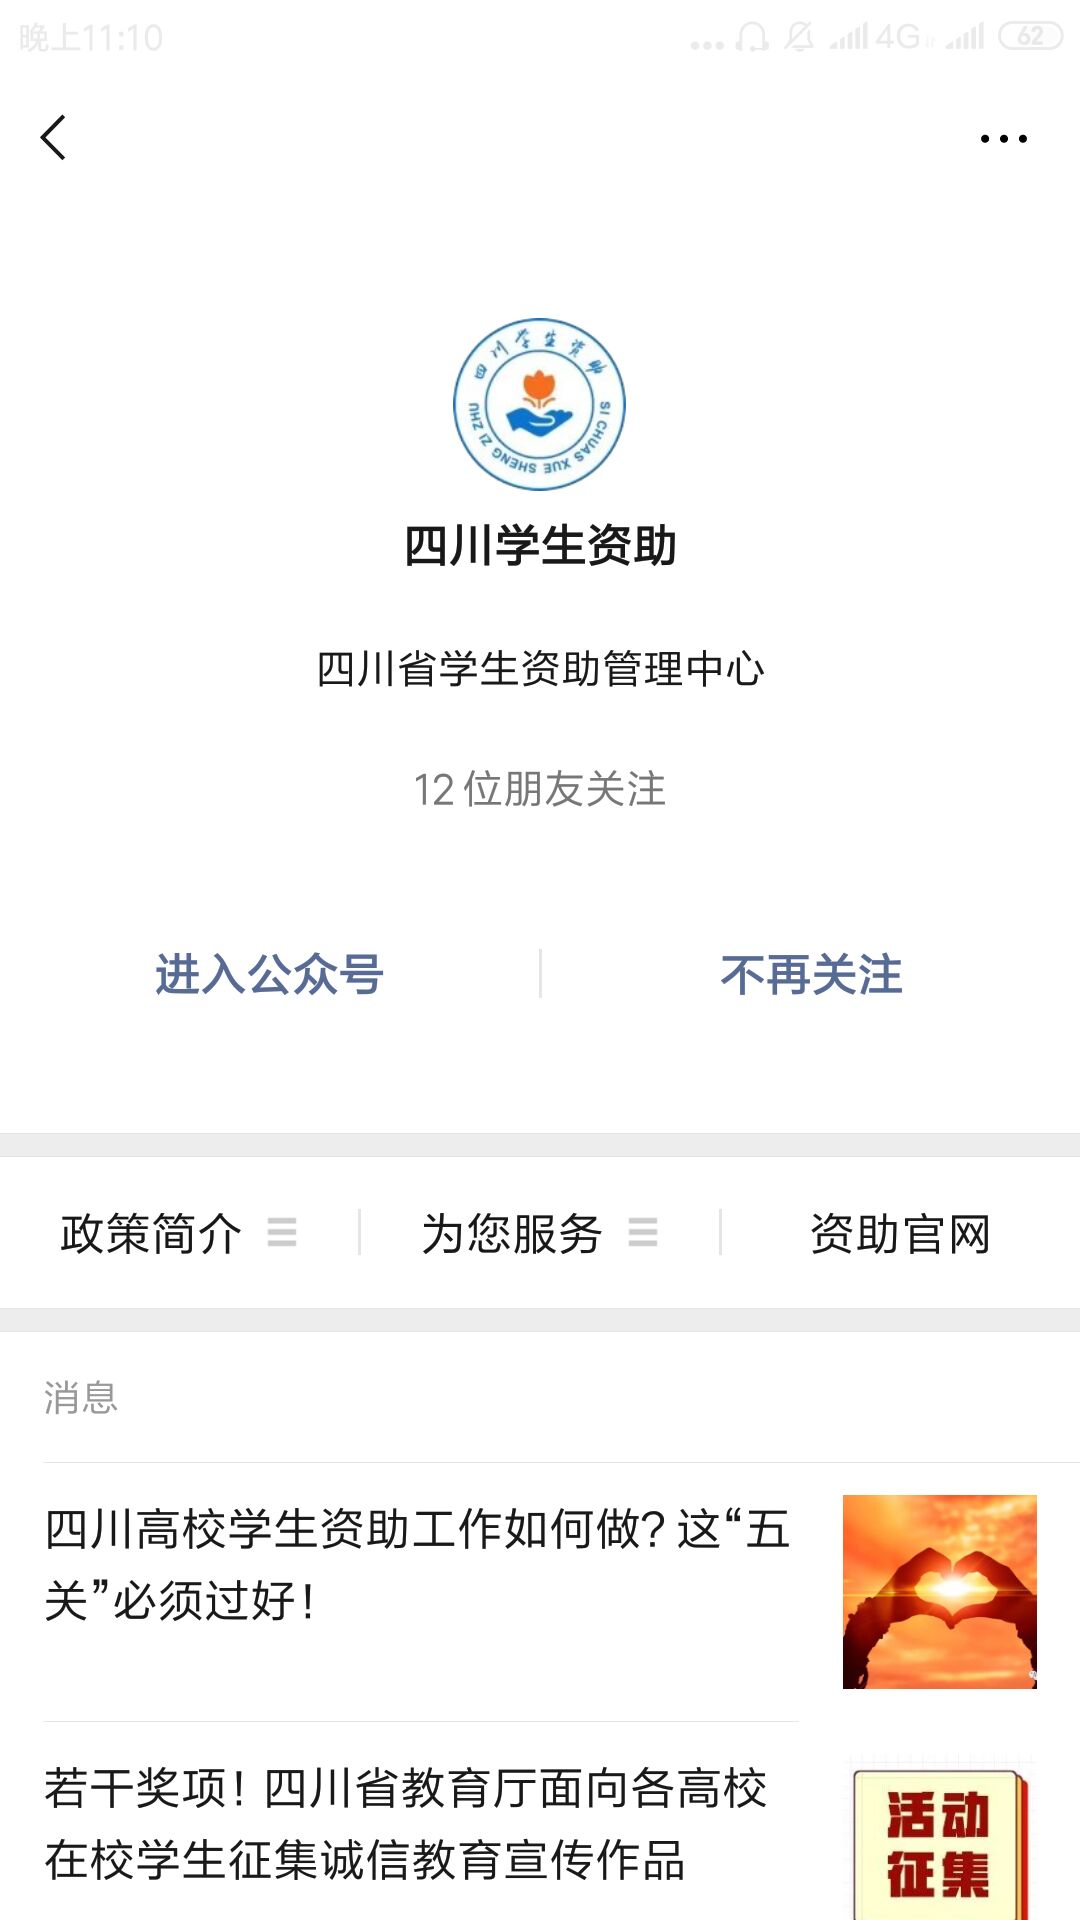 晚上11:10
4G
62
四川学生资助
SI CHUAS XUE SHENG ZI ZHU
四川学生资助
四川省学生资助管理中心
12位朋友关注
进入公众号
不再关注
政策简介
为您服务
资助官网
消息
四川高校学生资助工作如何做?这“五
关”必须过好!
若干奖项!四川省教育厅面向各高校
在校学生征集诚信教育宣传作品
活动
征集